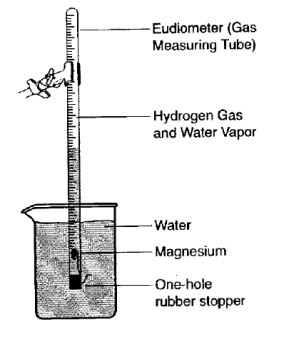 Eudiometer (Gas
Measuring Tube)
Hydrogen Gas
and Water Vapor
Water
Magnesium
One-hole
rubber stopper